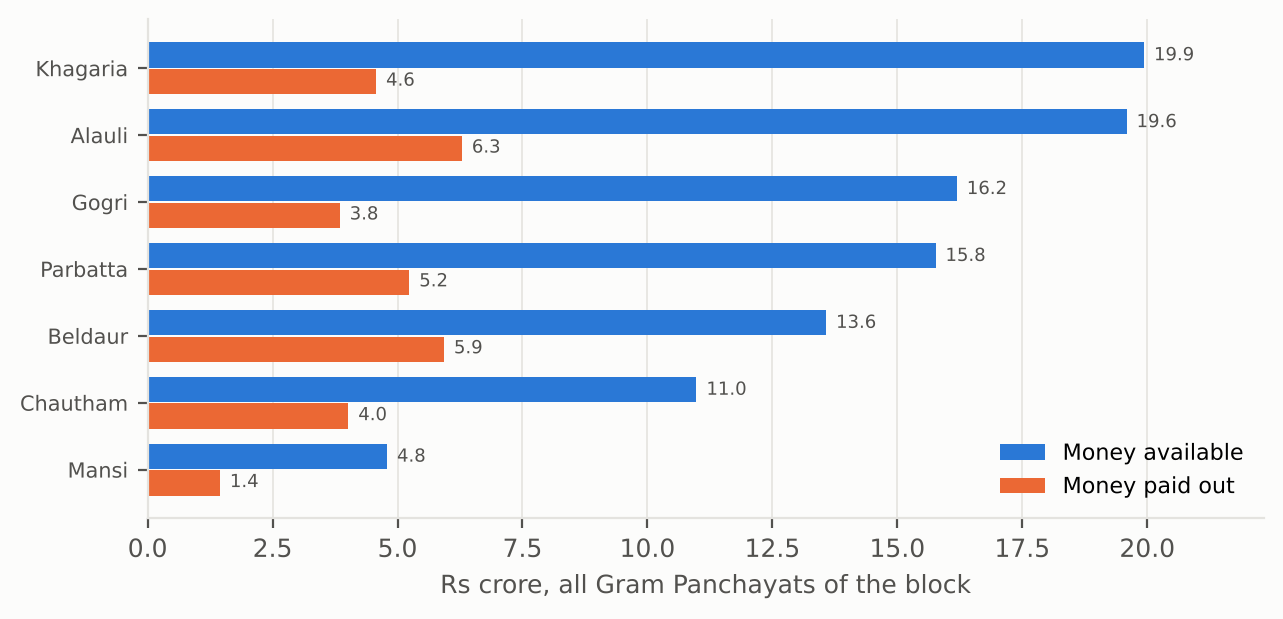 Khagaria 19.9
4.6
Alauli 19.6
6.3
Gogri 16.2
3.8
Parbatta 15.8
5.2
Beldaur 13.6
5.9
Chautham 11.0
4.0
Mansi 4.8
1.4
Money available
Money paid out
0.0 2.5 5.0 7.5 10.0 12.5 15.0 17.5 20.0
Rs crore, all Gram Panchayats of the block